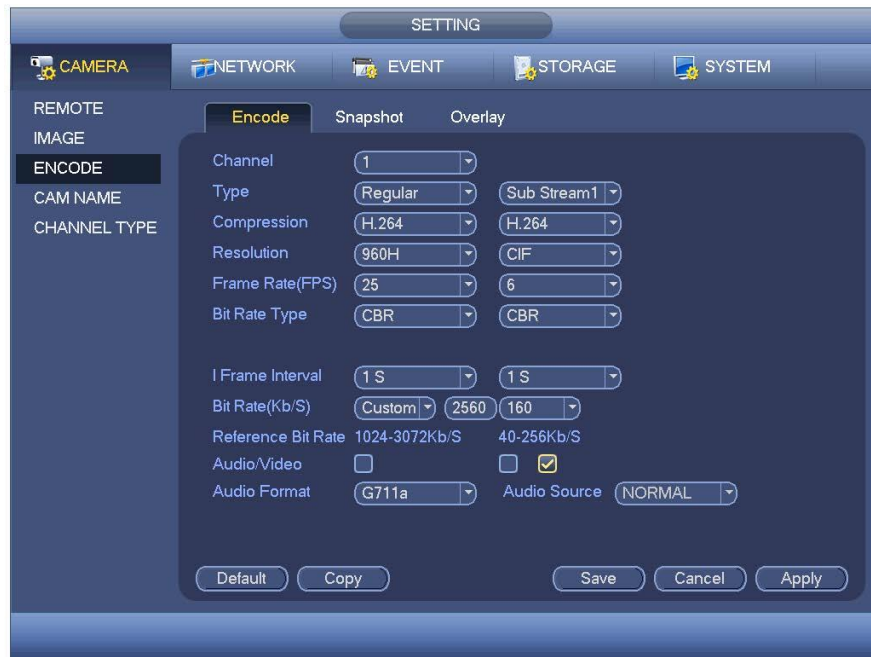 SETTING
CAMERA NETWORK EVENT STORAGE SYSTEM
REMOTE
IMAGE
ENCODE
CAM NAME
CHANNEL TYPE
Encode Snapshot Overlay
Channel 1
Type Regular Sub Stream1
Compression H.264 H.264
Resolution 960H CIF
Frame Rate(FPS) 25 6
Bit Rate Type CBR CBR
I Frame Interval 1 S 1 S
Bit Rate(Kb/S) Custom 2560 160
Reference Bit Rate 1024-3072Kb/S 40-256Kb/S
Audio/Video
Audio Format G711a Audio Source NORMAL
Default Copy Save Cancel Apply